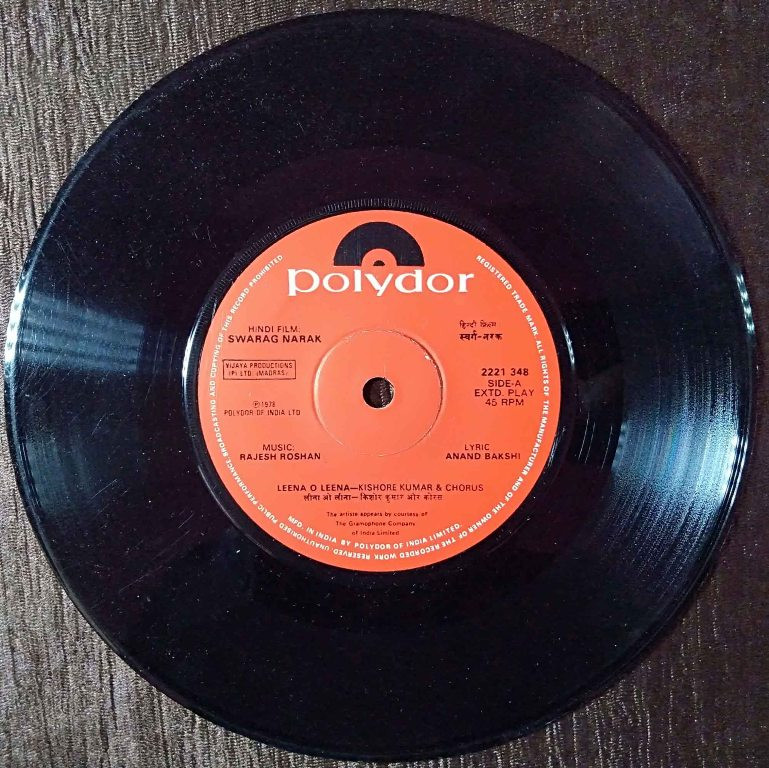 polydor
HINDI FILM:
SWARAG NARAK
हिन्दी फ़िल्म
स्वर्ग-नरक
VIJAYA PRODUCTIONS
(P) LTD. (MADRAS)
2221 348
SIDE-A
EXTD. PLAY
45 RPM
℗1978
POLYDOR OF INDIA LTD
MUSIC:
RAJESH ROSHAN
LYRIC
ANAND BAKSHI
LEENA O LEENA—KISHORE KUMAR & CHORUS
लीना ओ लीना—किशोर कुमार और कोरस
The artiste appears by courtesy of
The Gramophone Company
of India Limited
REGISTERED TRADE MARK. ALL RIGHTS OF THE MANUFACTURER AND OF THE OWNER OF THE RECORDED WORK RESERVED. UNAUTHORISED PUBLIC PERFORMANCE BROADCASTING AND COPYING OF THIS RECORD PROHIBITED
MFD. IN INDIA BY POLYDOR OF INDIA LIMITED.